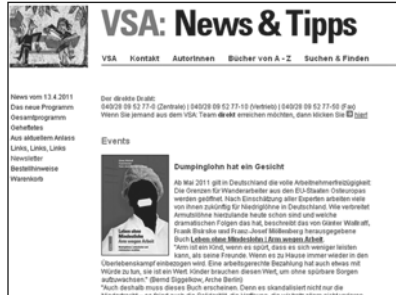 VSA: News & Tipps
VSA Kontakt AutorInnen Bücher von A - Z Suchen & Finden
News vom 13.4.2011
Das neue Programm
Gesamtprogramm
Geheftetes
Aus aktuellem Anlass
Links, Links, Links
Newsletter
Bestellhinweise
Warenkorb
Der direkte Draht:
040/28 09 52 77-0 (Zentrale) | 040/28 09 52 77-10 (Vertrieb) | 040/28 09 52 77-50 (Fax)
Wenn Sie jemand aus dem VSA: Team direkt erreichen möchten, dann klicken Sie hier!
Events
Leben ohne
Mindestlohn
Arm wegen Arbeit
Dumpinglohn hat ein Gesicht
Ab Mai 2011 gilt in Deutschland die volle Arbeitnehmerfreizügigkeit:
Die Grenzen für Wanderarbeiter aus den EU-Staaten Osteuropas
werden geöffnet. Nach Einschätzung aller Experten arbeiten viele
von ihnen zukünftig für Niedriglöhne in Deutschland. Wie verbreitet
Armutslöhne hierzulande heute schon sind und welche
dramatischen Folgen das hat, beschreibt das von Günter Wallraff,
Frank Bsirske und Franz-Josef Möllenberg herausgegebene
Buch Leben ohne Mindestlohn | Arm wegen Arbeit.
"Arm ist ein Kind, wenn es spürt, dass es sich weniger leisten
kann, als seine Freunde. Wenn es zu Hause immer wieder in den
Überlebenskampf einbezogen wird. Eine arbeitsgerechte Bezahlung hat auch etwas mit
Würde zu tun, sie ist ein Wert. Kinder brauchen diesen Wert, um ohne spürbare Sorgen
aufzuwachsen." (Bernd Diggelkow, Arche Berlin)
"Auch deshalb muss dieses Buch erscheinen. Denn es skandalisiert nicht nur die